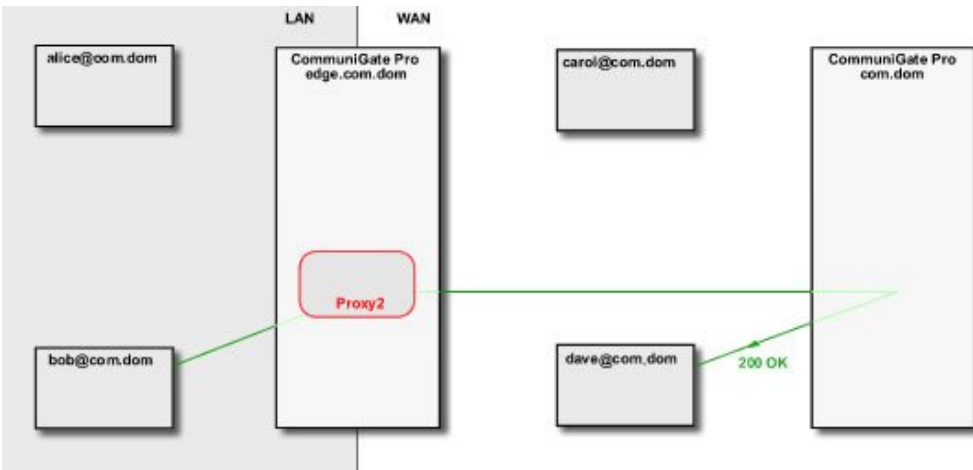 LAN WAN
alice@com.dom
CommuniGate Pro
edge.com.dom
carol@com.dom
CommuniGate Pro
com.dom
Proxy2
bob@com.dom
dave@com.dom
200 OK